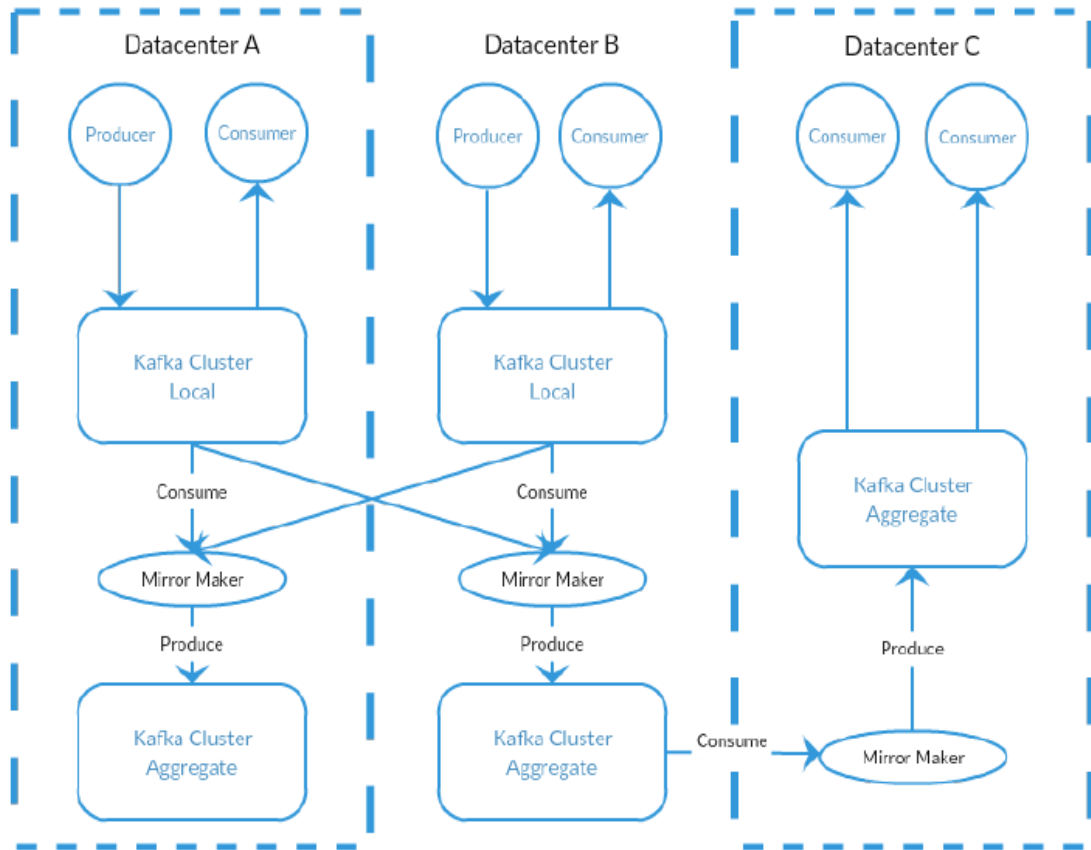 Datacenter A
Datacenter B
Datacenter C
Producer
Consumer
Producer
Consumer
Consumer
Consumer
Kafka Cluster
Local
Kafka Cluster
Local
Kafka Cluster
Aggregate
Consume
Consume
Mirror Maker
Mirror Maker
Produce
Produce
Produce
Kafka Cluster
Aggregate
Kafka Cluster
Aggregate
Consume
Mirror Maker